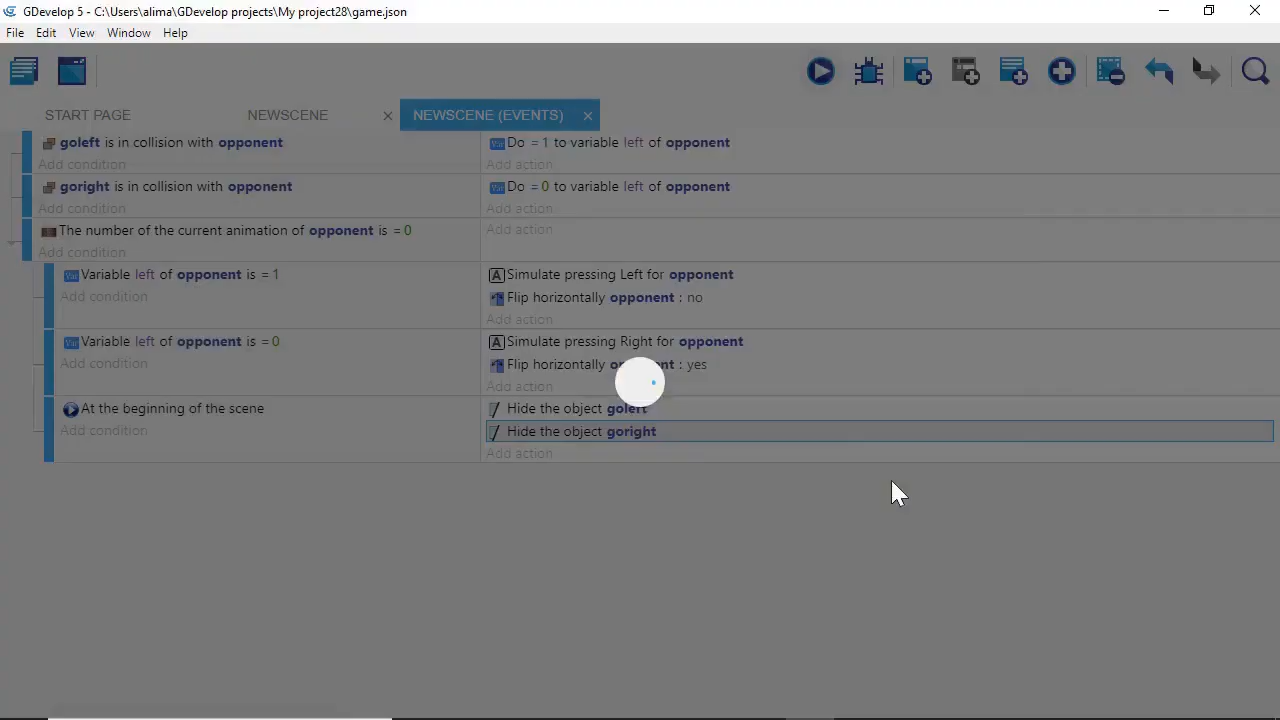 GDevelop 5 - C:\Users\alima\GDevelop projects\My project28\game.json
File Edit View Window Help
START PAGE NEWSCENE × NEWSCENE (EVENTS) ×
goleft is in collision with opponent
Do = 1 to variable left of opponent
Add condition
Add action
goright is in collision with opponent
Do = 0 to variable left of opponent
Add condition
Add action
The number of the current animation of opponent is = 0
Add action
Add condition
Variable left of opponent is = 1
Simulate pressing Left for opponent
Add condition
Flip horizontally opponent : no
Add action
Variable left of opponent is = 0
Simulate pressing Right for opponent
Add condition
Flip horizontally opponent : yes
Add action
At the beginning of the scene
Hide the object goleft
Add condition
Hide the object goright
Add action